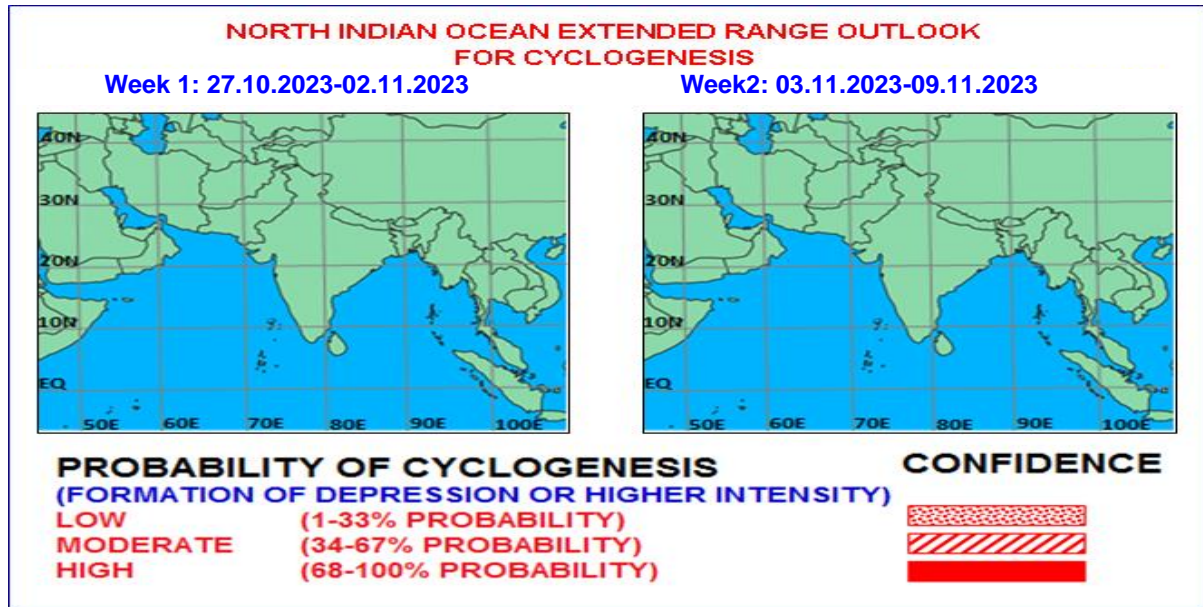 NORTH INDIAN OCEAN EXTENDED RANGE OUTLOOK
FOR CYCLOGENESIS
Week 1: 27.10.2023-02.11.2023
Week2: 03.11.2023-09.11.2023
40N
30N
20N
10N
EQ
50E 60E 70E 80E 90E 100E
40N
30N
20N
10N
EQ
50E 60E 70E 80E 90E 100E
PROBABILITY OF CYCLOGENESIS
CONFIDENCE
(FORMATION OF DEPRESSION OR HIGHER INTENSITY)
LOW (1-33% PROBABILITY)
MODERATE (34-67% PROBABILITY)
HIGH (68-100% PROBABILITY)